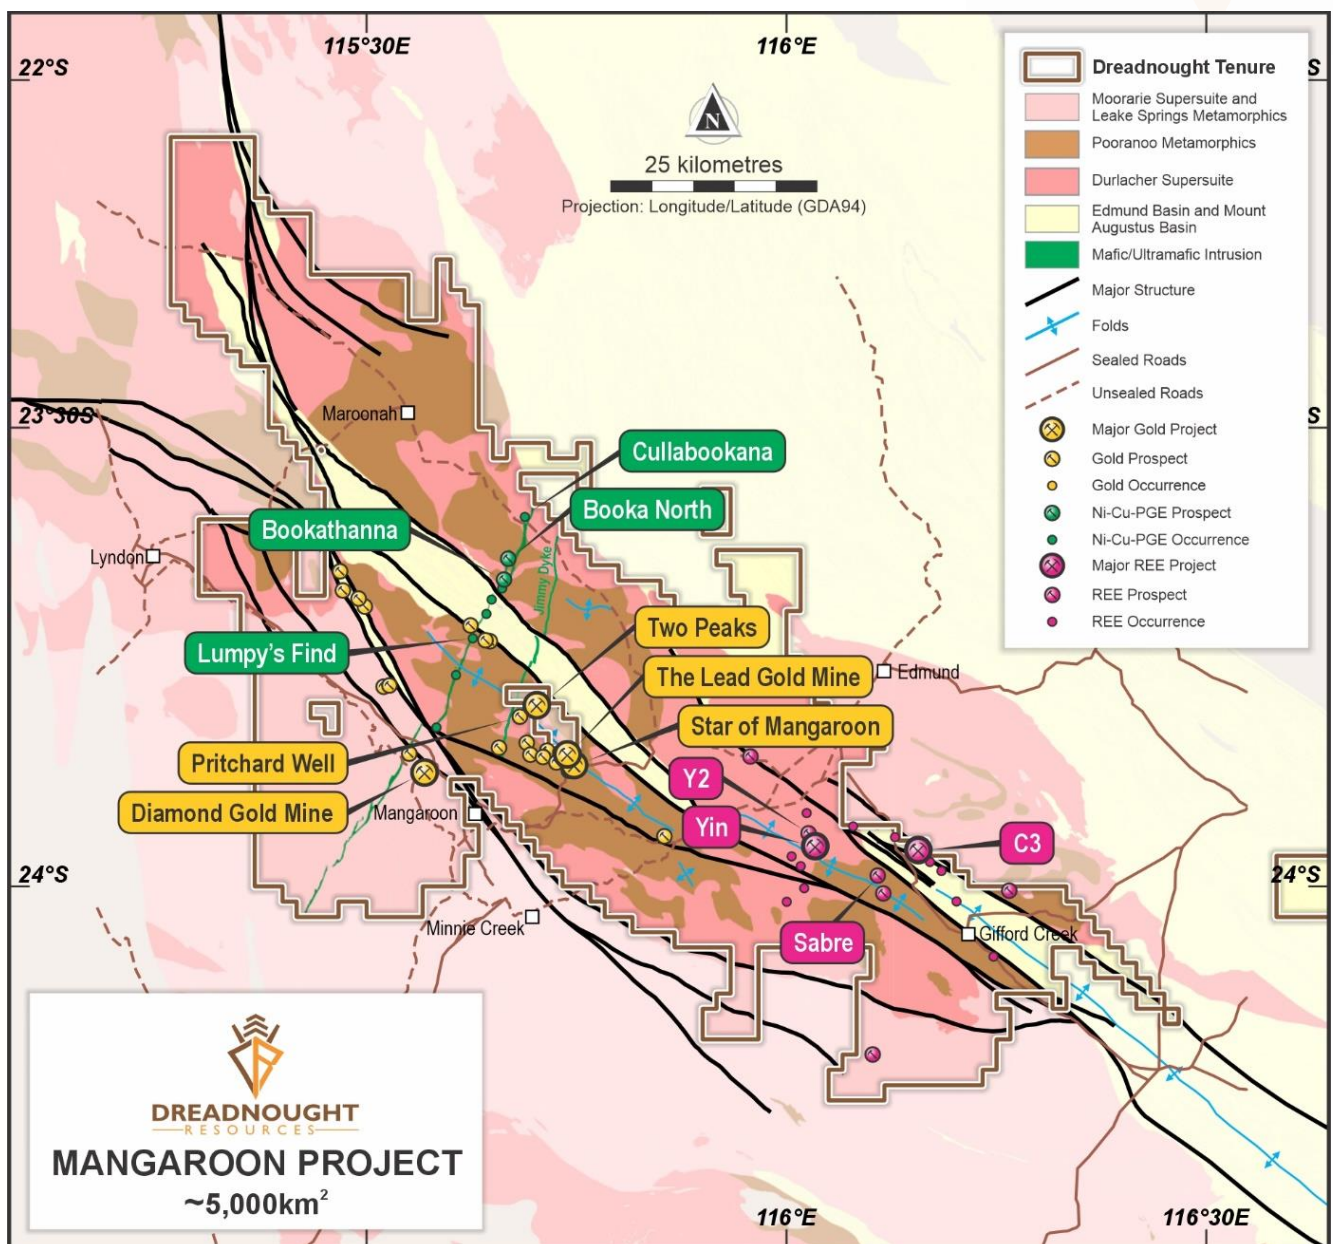 115°30E
116°E
22°S
S
Dreadnought Tenure
Moorarie Supersuite and
Leake Springs Metamorphics
Pooranoo Metamorphics
Durlacher Supersuite
Edmund Basin and Mount
Augustus Basin
Mafic/Ultramafic Intrusion
Major Structure
Folds
Sealed Roads
Unsealed Roads
Major Gold Project
Gold Prospect
Gold Occurrence
Ni-Cu-PGE Prospect
Ni-Cu-PGE Occurrence
Major REE Project
REE Prospect
REE Occurrence
N
25 kilometres
Projection: Longitude/Latitude (GDA94)
23°30S
S
Maroonah
Cullabookana
Booka North
Bookathanna
Lyndon
Jimmy Dyke
Two Peaks
Lumpy's Find
The Lead Gold Mine
Edmund
Star of Mangaroon
Pritchard Well
Y2
Diamond Gold Mine
Mangaroon
Yin
C3
24°S
24°S
Minnie Creek
Sabre
Gifford Creek
DREADNOUGHT
RESOURCES
MANGAROON PROJECT
~5,000km²
116°E
116°30E